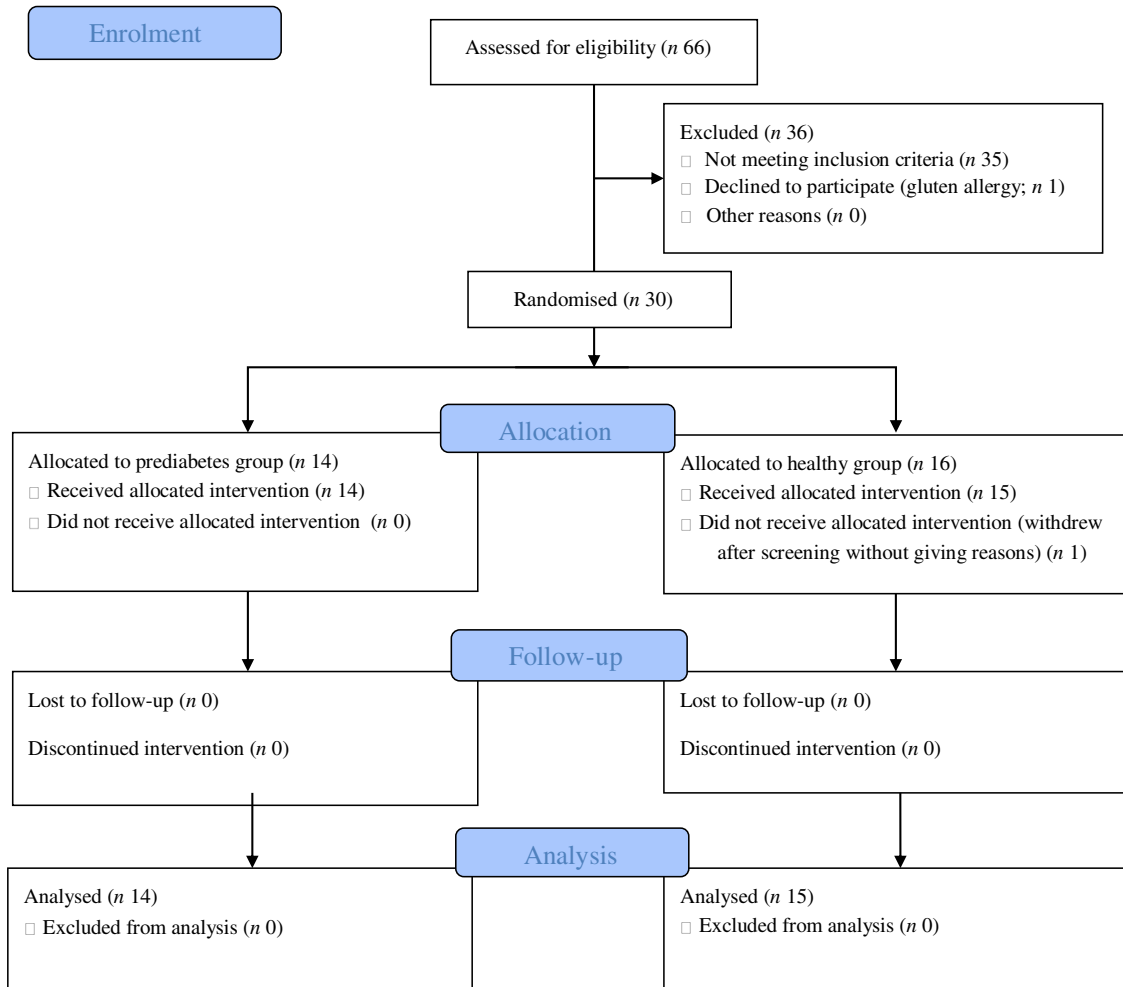 Enrolment
Assessed for eligibility (n 66)
Excluded (n 36)
□ Not meeting inclusion criteria (n 35)
□ Declined to participate (gluten allergy; n 1)
□ Other reasons (n 0)
Randomised (n 30)
Allocation
Allocated to prediabetes group (n 14)
□ Received allocated intervention (n 14)
□ Did not receive allocated intervention (n 0)
Allocated to healthy group (n 16)
□ Received allocated intervention (n 15)
□ Did not receive allocated intervention (withdrew
after screening without giving reasons) (n 1)
Follow-up
Lost to follow-up (n 0)
Discontinued intervention (n 0)
Lost to follow-up (n 0)
Discontinued intervention (n 0)
Analysis
Analysed (n 14)
□ Excluded from analysis (n 0)
Analysed (n 15)
□ Excluded from analysis (n 0)